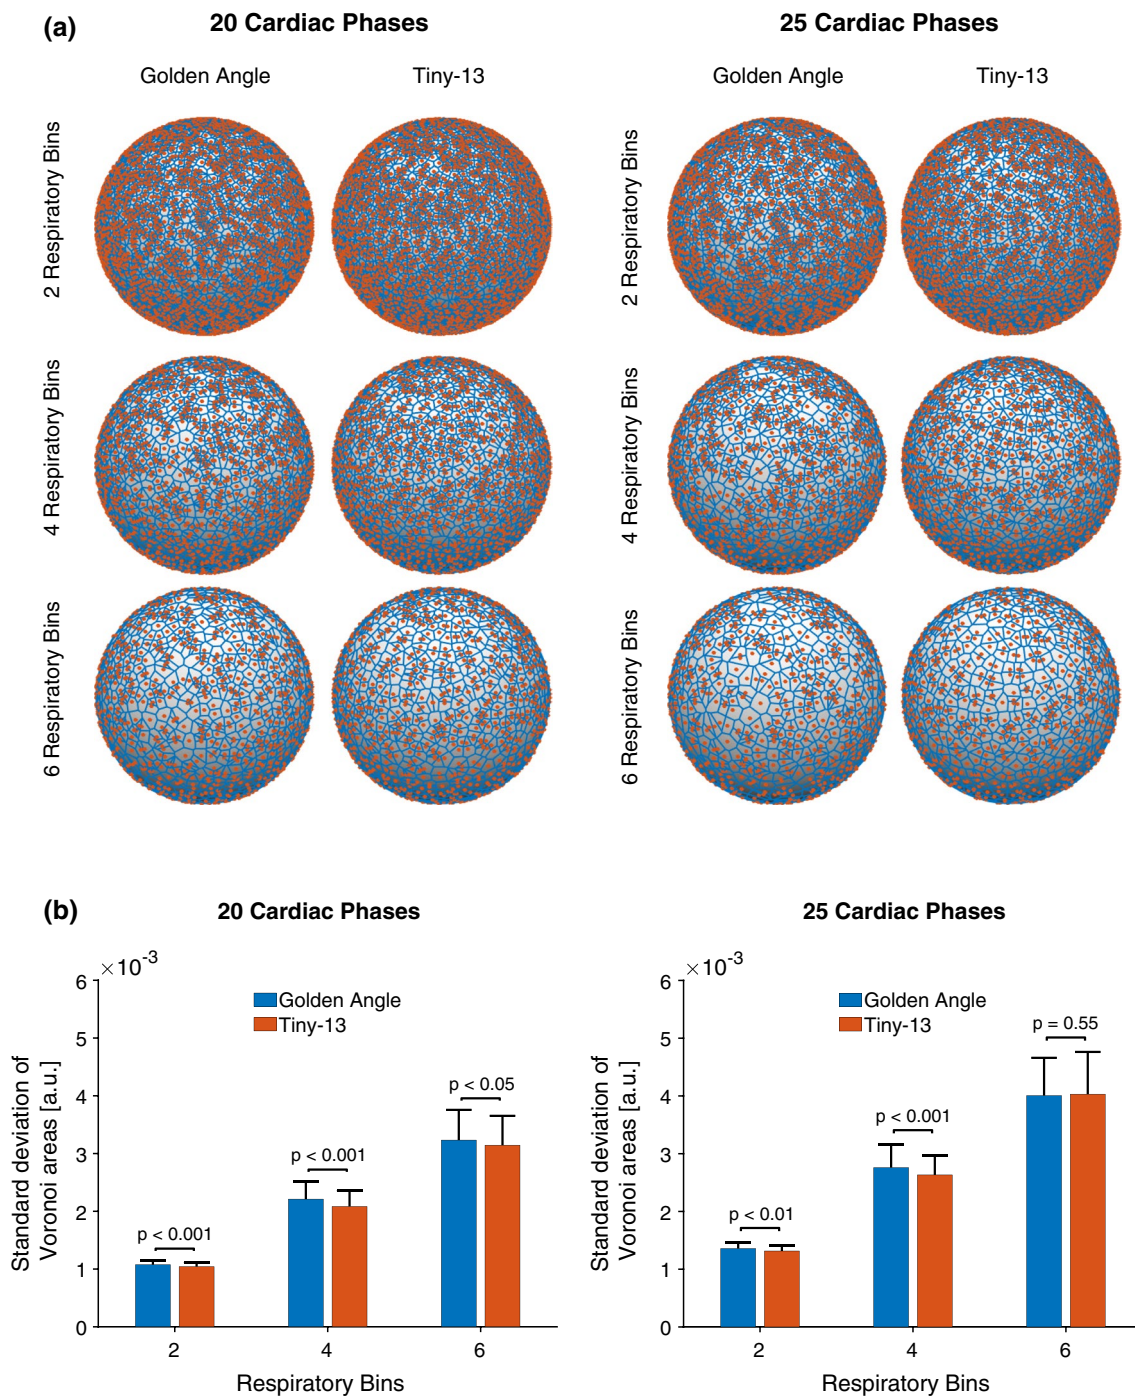 (a)
20 Cardiac Phases
25 Cardiac Phases
Golden Angle
Tiny-13
Golden Angle
Tiny-13
2 Respiratory Bins
2 Respiratory Bins
4 Respiratory Bins
4 Respiratory Bins
6 Respiratory Bins
6 Respiratory Bins
(b)
20 Cardiac Phases
×10-3
6
5
4
3
2
1
0
Standard deviation of
Voronoi areas [a.u.]
Golden Angle
Tiny-13
p < 0.001
p < 0.001
p < 0.05
2
4
6
Respiratory Bins
25 Cardiac Phases
×10-3
6
5
4
3
2
1
0
Standard deviation of
Voronoi areas [a.u.]
Golden Angle
Tiny-13
p < 0.01
p < 0.001
p = 0.55
2
4
6
Respiratory Bins